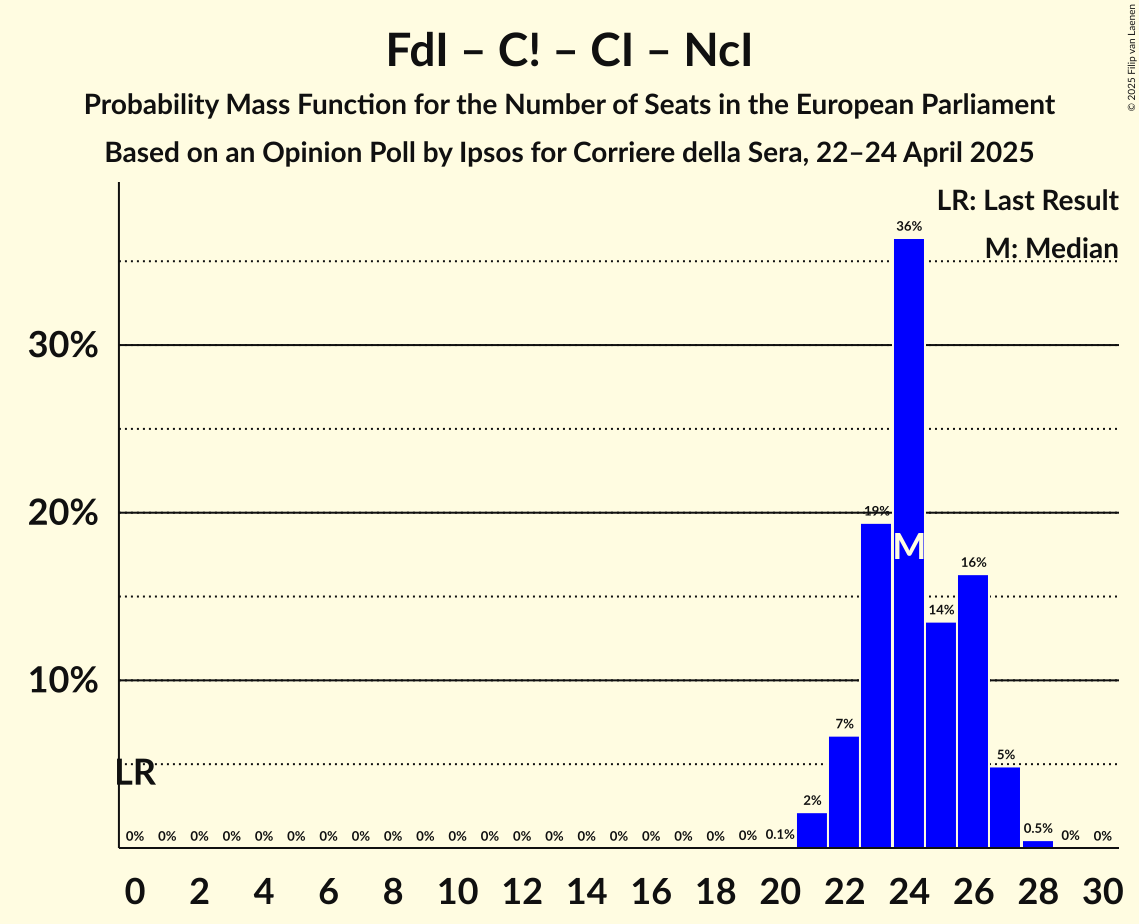 FdI – C! – CI – NcI
Probability Mass Function for the Number of Seats in the European Parliament
Based on an Opinion Poll by Ipsos for Corriere della Sera, 22–24 April 2025
© 2025 Filip van Laenen
LR: Last Result
M: Median
36%
30%
20%
19%
M
16%
14%
10%
7%
5%
LR
2%
0% 0% 0% 0% 0% 0% 0% 0% 0% 0% 0% 0% 0% 0% 0% 0% 0% 0% 0% 0% 0.1% 0.5% 0% 0%
0 2 4 6 8 10 12 14 16 18 20 22 24 26 28 30